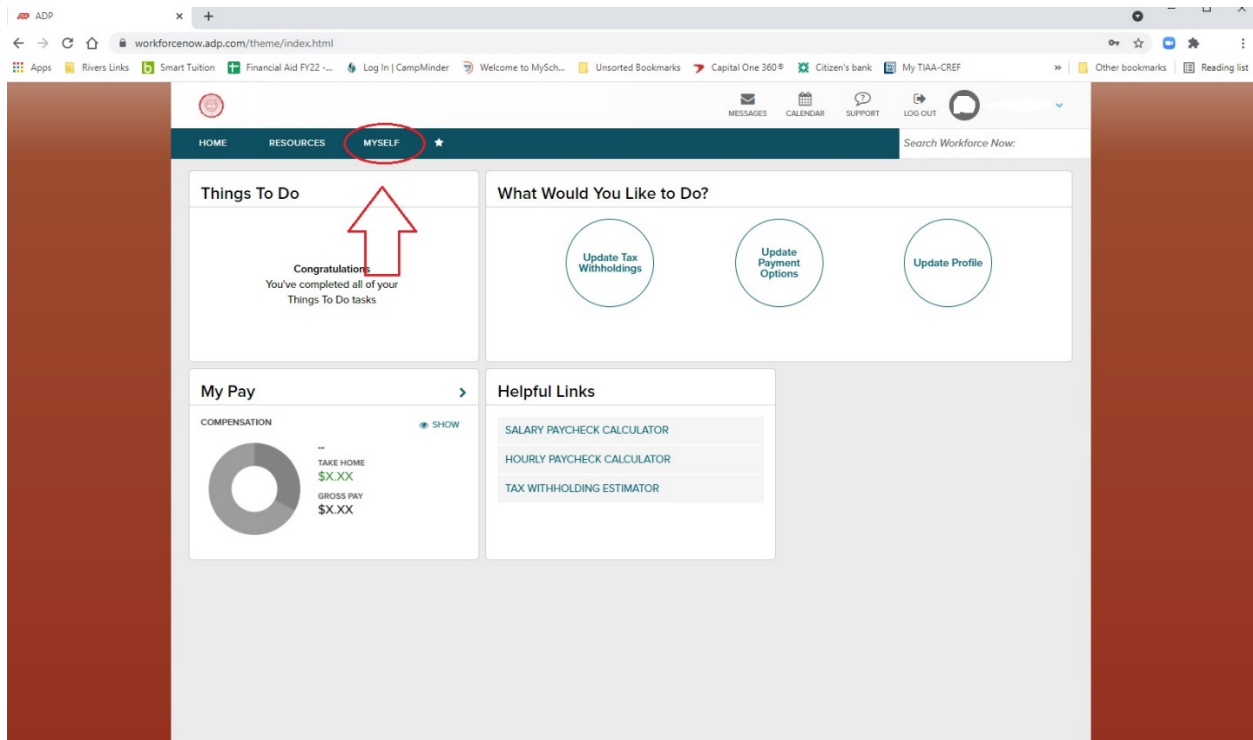 ADP
workforcenow.adp.com/theme/index.html
Apps Rivers Links Smart Tuition Financial Aid FY22 -... Log In | CampMinder Welcome to MySch... Unsorted Bookmarks Capital One 360® Citizen's bank My TIAA-CREF » Other bookmarks Reading list
MESSAGES CALENDAR SUPPORT LOG OUT
HOME RESOURCES MYSELF Search Workforce Now:
Things To Do
Congratulations
You've completed all of your
Things To Do tasks
What Would You Like to Do?
Update Tax
Withholdings
Update
Payment
Options
Update Profile
My Pay
COMPENSATION SHOW
--
TAKE HOME
$X.XX
GROSS PAY
$X.XX
Helpful Links
SALARY PAYCHECK CALCULATOR
HOURLY PAYCHECK CALCULATOR
TAX WITHHOLDING ESTIMATOR